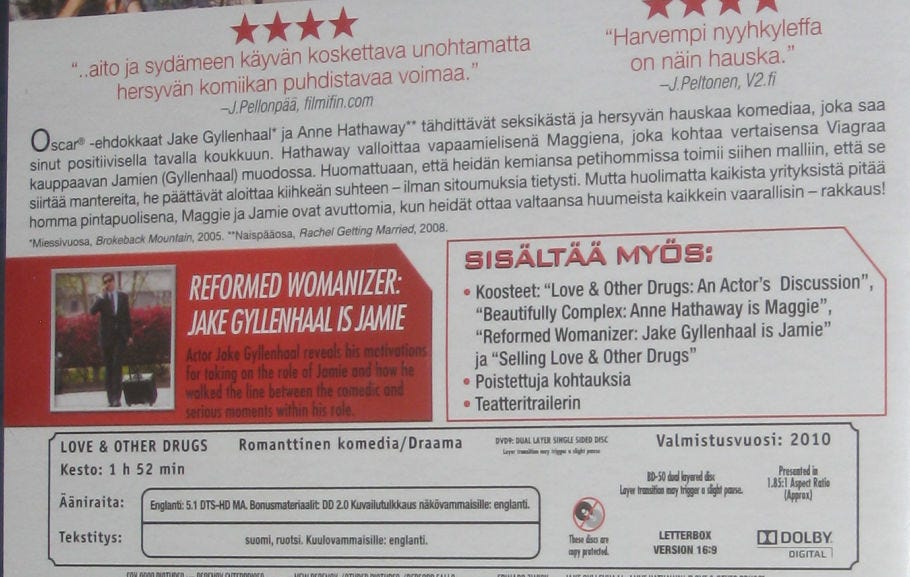 "..aito ja sydämeen käyvän koskettava unohtamatta
hersyvän komiikan puhdistavaa voimaa."
–J.Pellonpää, filmifin.com
"Harvempi nyyhkyleffa
on näin hauska."
–J.Peltonen, V2.fi
Oscar® -ehdokkaat Jake Gyllenhaal* ja Anne Hathaway** tähdittävät seksikästä ja hersyvän hauskaa komediaa, joka saa
sinut positiivisella tavalla koukkuun. Hathaway valloittaa vapaamielisenä Maggiena, joka kohtaa vertaisensa Viagraa
kauppaavan Jamien (Gyllenhaal) muodossa. Huomattuaan, että heidän kemiansa petihommissa toimii siihen malliin, että se
siirtää mantereita, he päättävät aloittaa kiihkeän suhteen – ilman sitoumuksia tietysti. Mutta huolimatta kaikista yrityksistä pitää
homma pintapuolisena, Maggie ja Jamie ovat avuttomia, kun heidät ottaa valtaansa huumeista kaikkein vaarallisin – rakkaus!
*Miessivuosa, Brokeback Mountain, 2005. **Naispääosa, Rachel Getting Married, 2008.
REFORMED WOMANIZER:
JAKE GYLLENHAAL IS JAMIE
Actor Jake Gyllenhaal reveals his motivations
for taking on the role of Jamie and how he
walked the line between the comedic and
serious moments within his role.
SISÄLTÄÄ MYÖS:
• Koosteet: "Love & Other Drugs: An Actor's Discussion",
"Beautifully Complex: Anne Hathaway is Maggie",
"Reformed Womanizer: Jake Gyllenhaal is Jamie"
ja "Selling Love & Other Drugs"
• Poistettuja kohtauksia
• Teatteritrailerin
LOVE & OTHER DRUGS
Romanttinen komedia/Draama
DVD9: DUAL LAYER SINGLE SIDED DISC
Layer transition may trigger a slight pause
Valmistusvuosi: 2010
Kesto: 1 h 52 min
BD-50 dual layered disc
Layer transition may trigger a slight pause.
Presented in
1.85:1 Aspect Ratio
(Approx)
Ääniraita:
Englanti: 5.1 DTS-HD MA. Bonusmateriaalit: DD 2.0 Kuvailutulkkaus näkövammaisille: englanti.
Tekstitys:
suomi, ruotsi. Kuulovammaisille: englanti.
These discs are
copy protected.
LETTERBOX
VERSION 16:9
DOLBY
DIGITAL